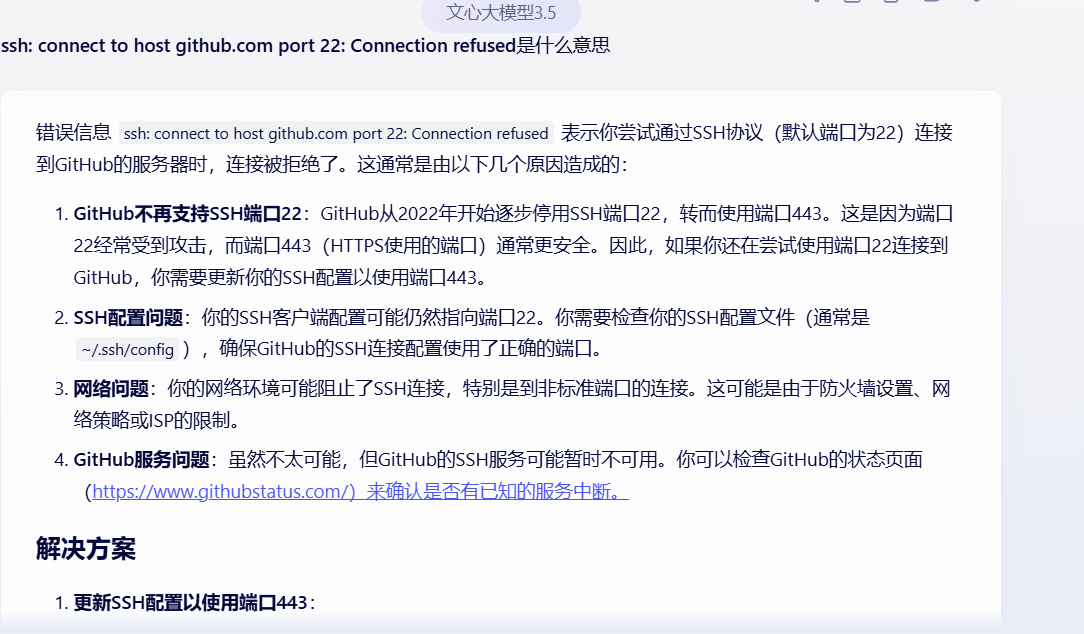 文心大模型3.5
ssh: connect to host github.com port 22: Connection refused是什么意思
错误信息 ssh: connect to host github.com port 22: Connection refused 表示你尝试通过SSH协议（默认端口为22）连接
到GitHub的服务器时，连接被拒绝了。这通常是由以下几个原因造成的：
1. GitHub不再支持SSH端口22：GitHub从2022年开始逐步停用SSH端口22，转而使用端口443。这是因为端口
22经常受到攻击，而端口443（HTTPS使用的端口）通常更安全。因此，如果你还在尝试使用端口22连接到
GitHub，你需要更新你的SSH配置以使用端口443。
2. SSH配置问题：你的SSH客户端配置可能仍然指向端口22。你需要检查你的SSH配置文件（通常是
~/.ssh/config ），确保GitHub的SSH连接配置使用了正确的端口。
3. 网络问题：你的网络环境可能阻止了SSH连接，特别是到非标准端口的连接。这可能是由于防火墙设置、网
络策略或ISP的限制。
4. GitHub服务问题：虽然不太可能，但GitHub的SSH服务可能暂时不可用。你可以检查GitHub的状态页面
（https://www.githubstatus.com/）来确认是否有已知的服务中断。
解决方案
1. 更新SSH配置以使用端口443：